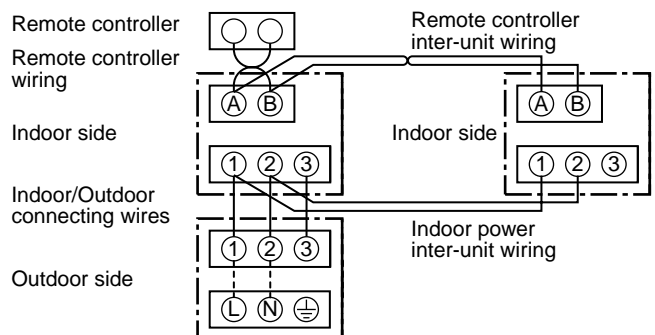 Remote controller
Remote controller
wiring
Remote controller
inter-unit wiring
A B
A B
Indoor side
Indoor side
1 2 3
1 2 3
Indoor/Outdoor
connecting wires
Indoor power
inter-unit wiring
1 2 3
Outdoor side
L N